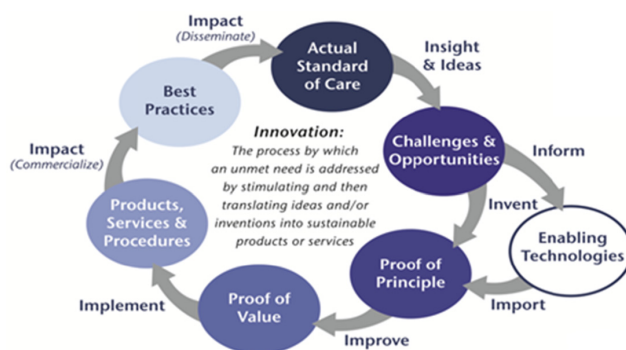 Impact
(Disseminate)
Actual
Standard
of Care
Insight
& Ideas
Best
Practices
Innovation:
The process by which
an unmet need is addressed
by stimulating and then
translating ideas and/or
inventions into sustainable
products or services
Challenges &
Opportunities
Impact
(Commercialize)
Inform
Products,
Services &
Procedures
Invent
Enabling
Technologies
Proof of
Principle
Import
Implement
Proof of
Value
Improve